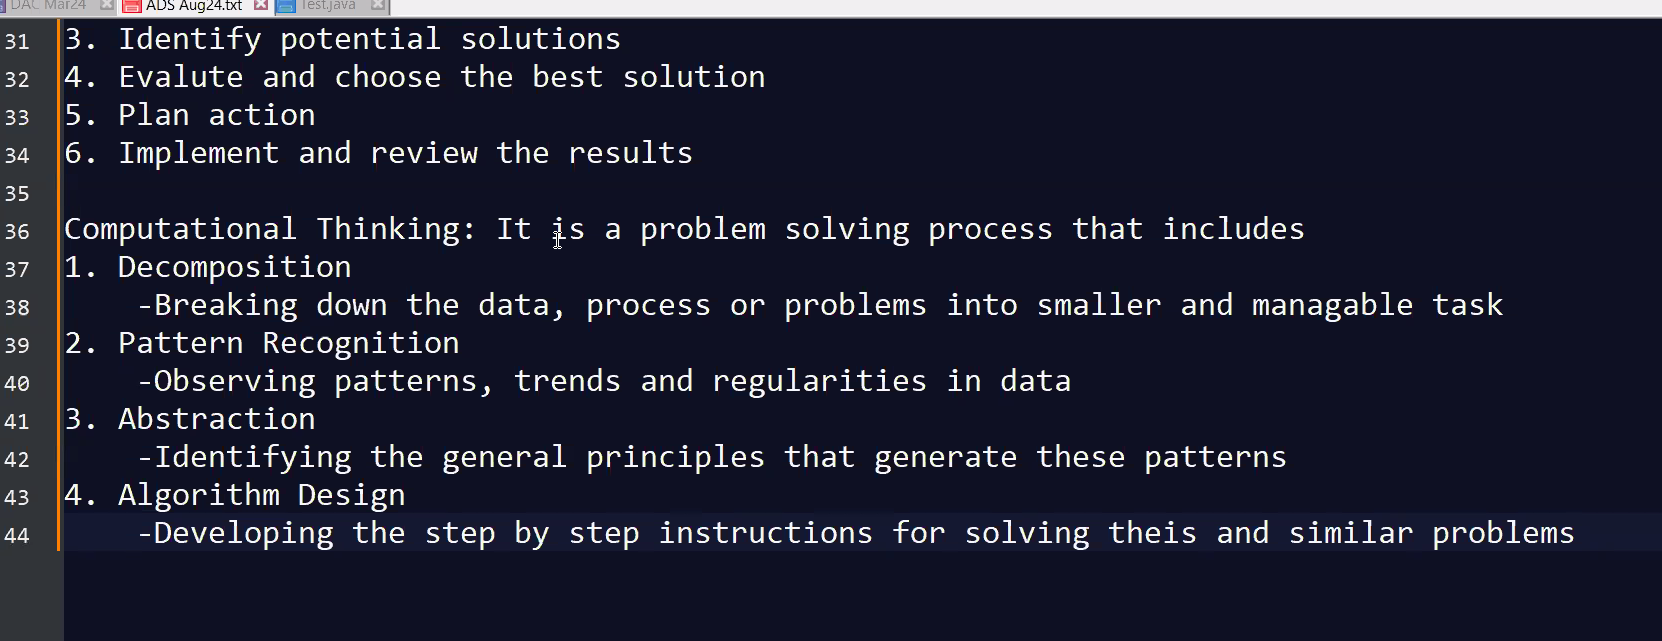 DAC Mar24 ADS Aug24.txt Test.java
31 3. Identify potential solutions
32 4. Evalute and choose the best solution
33 5. Plan action
34 6. Implement and review the results
35
36 Computational Thinking: It is a problem solving process that includes
37 1. Decomposition
38 -Breaking down the data, process or problems into smaller and managable task
39 2. Pattern Recognition
40 -Observing patterns, trends and regularities in data
41 3. Abstraction
42 -Identifying the general principles that generate these patterns
43 4. Algorithm Design
44 -Developing the step by step instructions for solving theis and similar problems